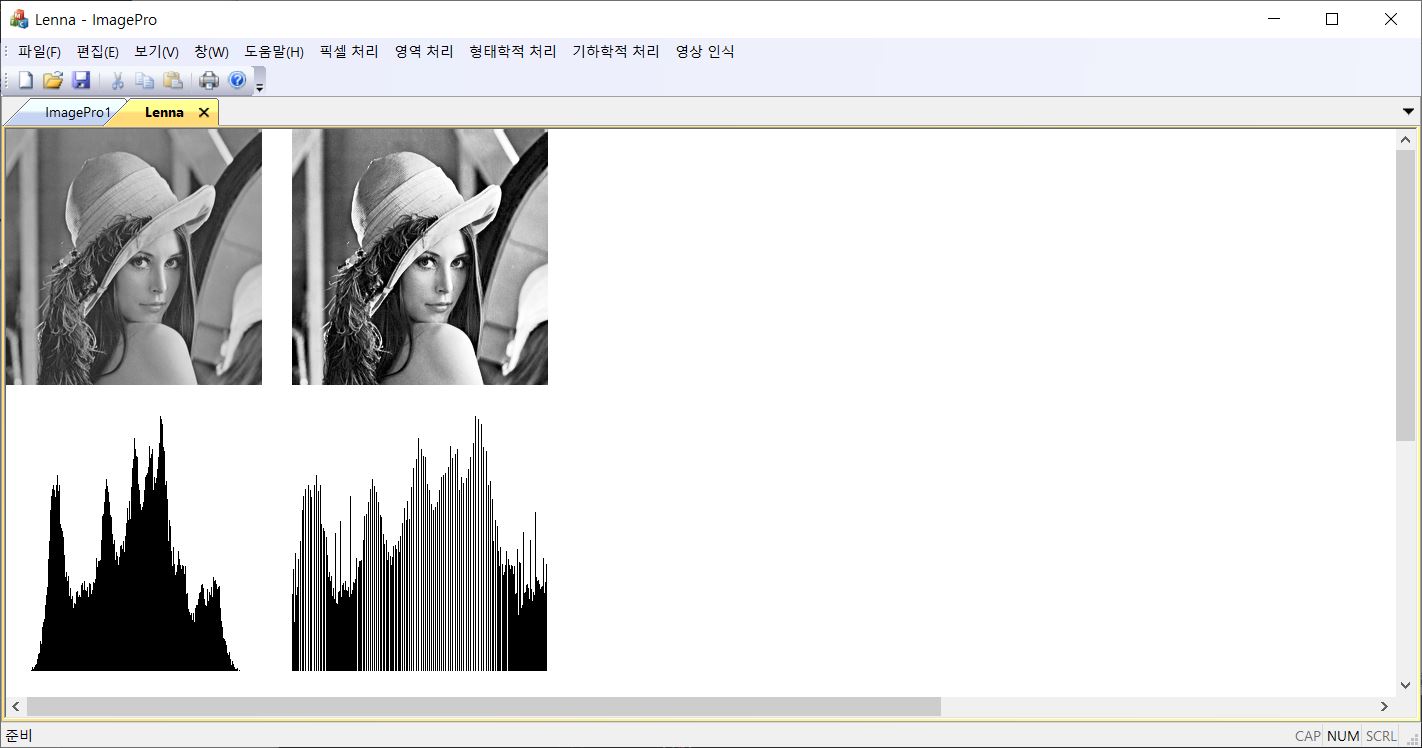 Lenna - ImagePro
파일(F) 편집(E) 보기(V) 창(W) 도움말(H) 픽셀 처리 영역 처리 형태학적 처리 기하학적 처리 영상 인식
ImagePro1 Lenna
준비 CAP NUM SCRL